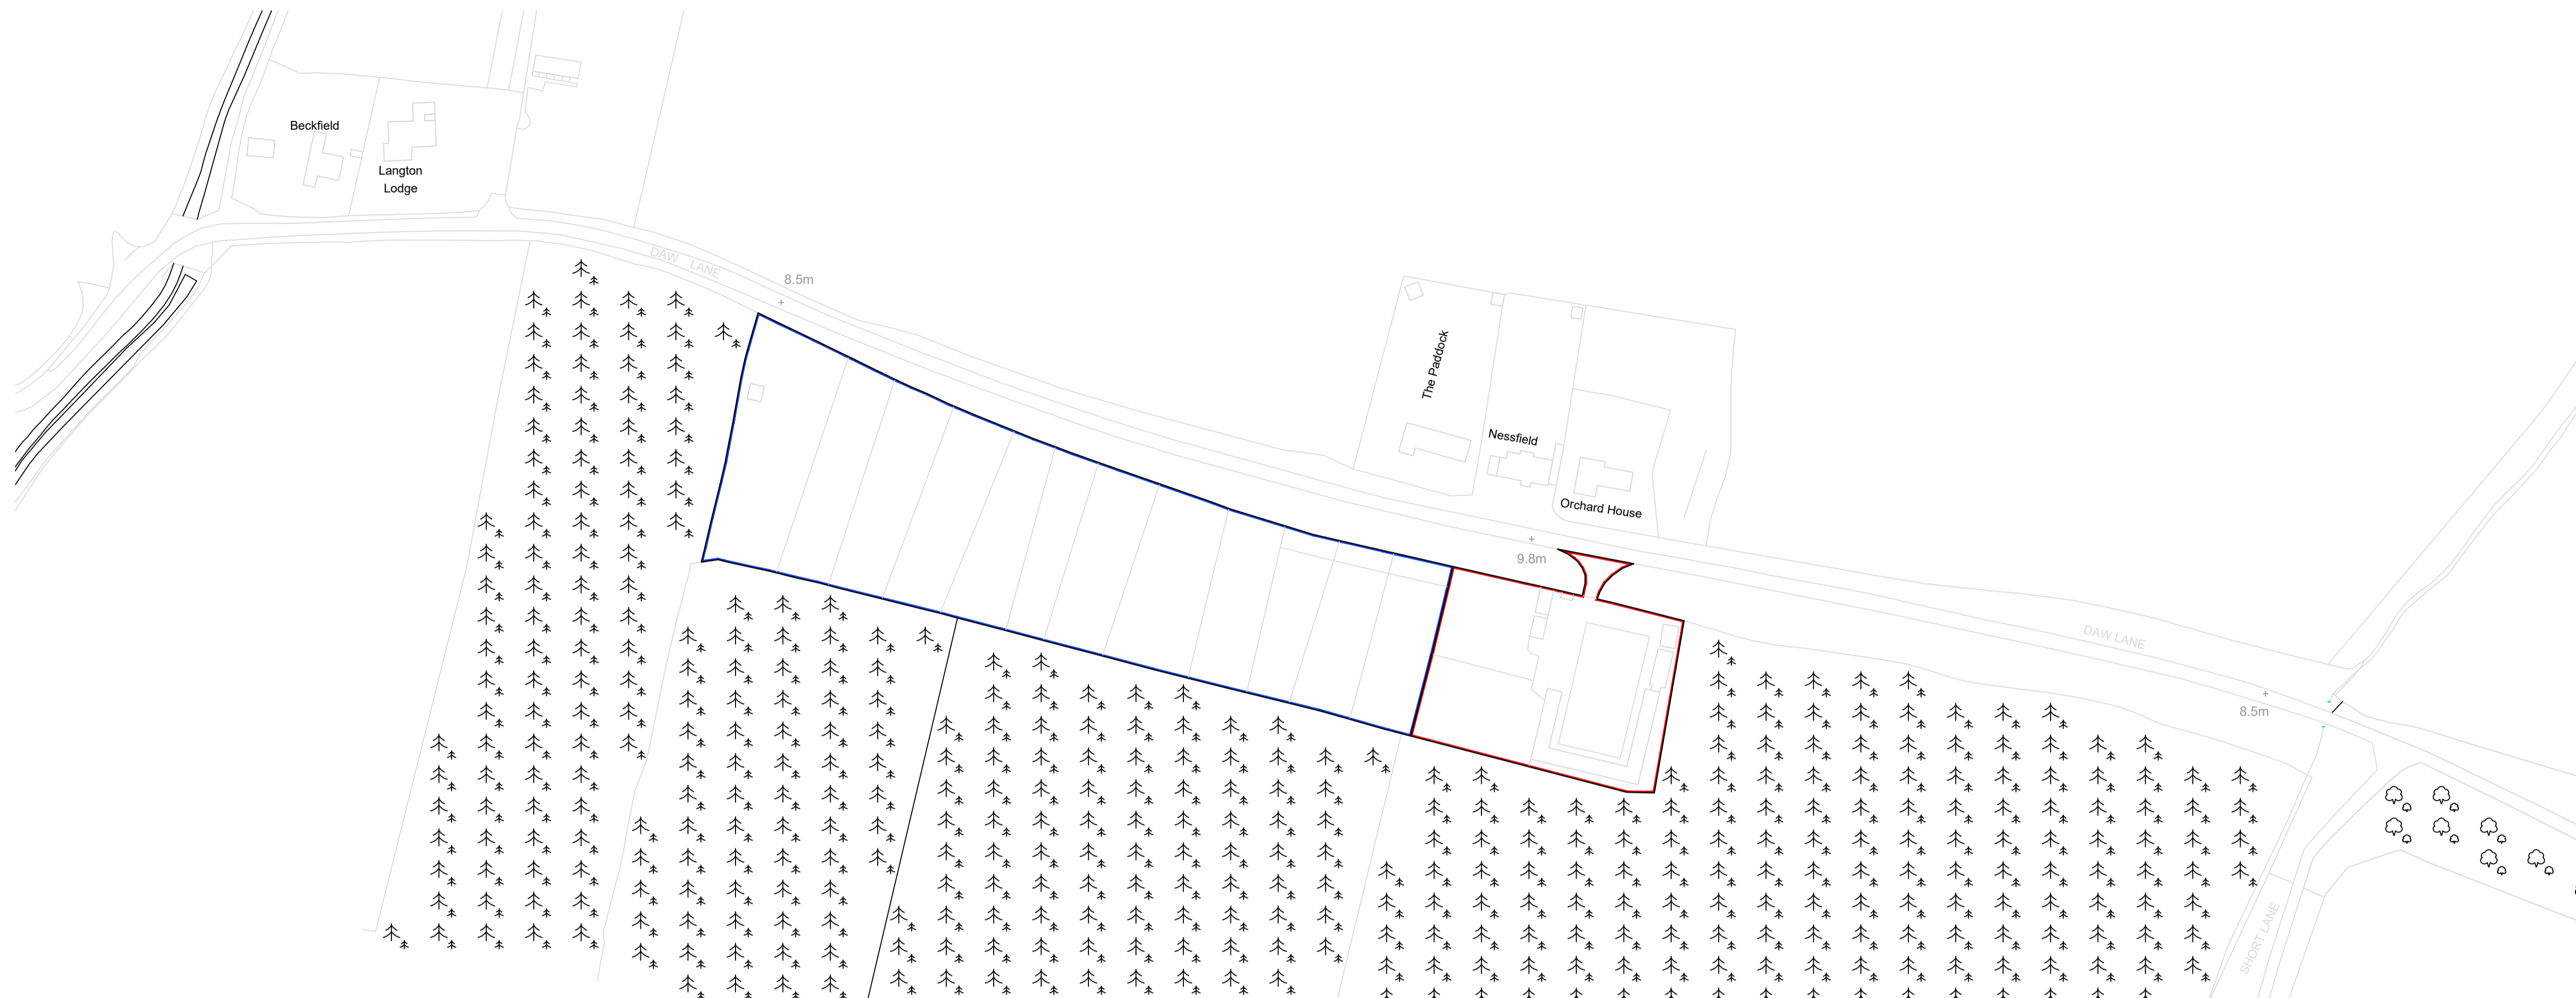 Beckfield
Langton
Lodge
DAW LANE
8.5m
The Paddock
Nessfield
Orchard House
9.8m
DAW LANE
8.5m
SHORT LANE